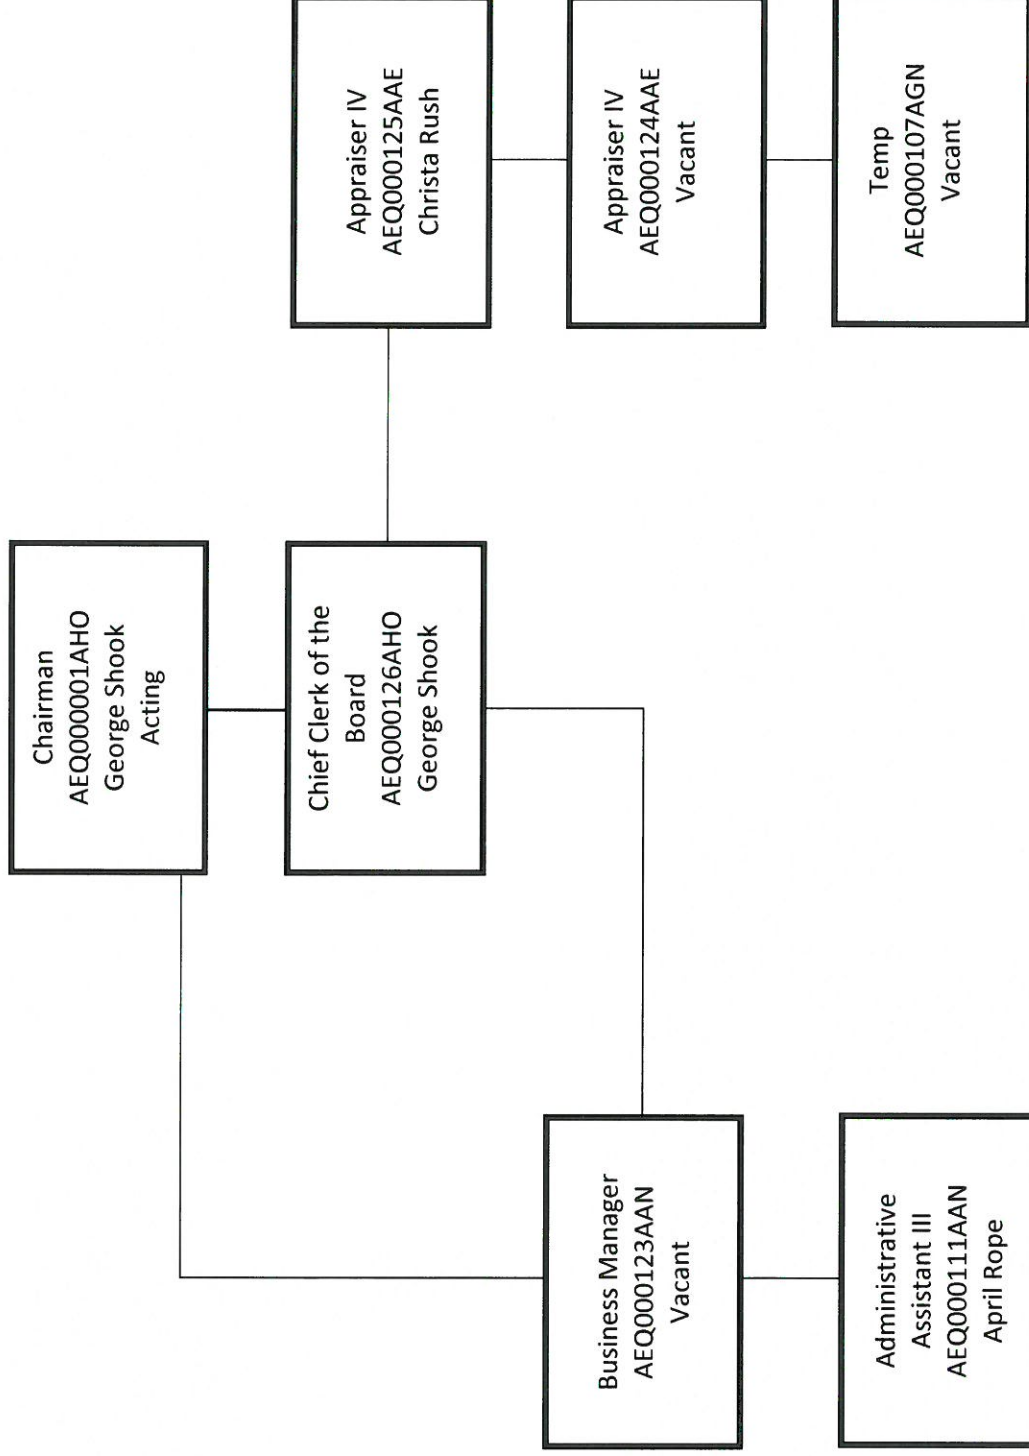 Chairman
AEQ000001AHO
George Shook
Acting
Chief Clerk of the
Board
AEQ000126AHO
George Shook
Appraiser IV
AEQ000125AAE
Christa Rush
Appraiser IV
AEQ000124AAE
Vacant
Temp
AEQ000107AGN
Vacant
Business Manager
AEQ000123AAN
Vacant
Administrative
Assistant III
AEQ000111AAN
April Rope